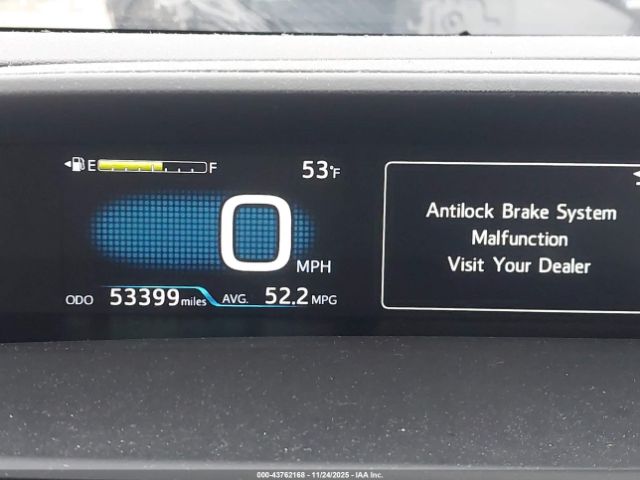 E F 53°F
0 MPH
ODO 53399 miles AVG. 52.2 MPG
Antilock Brake System
Malfunction
Visit Your Dealer
000-43762168 - 11/24/2025 - IAA Inc.